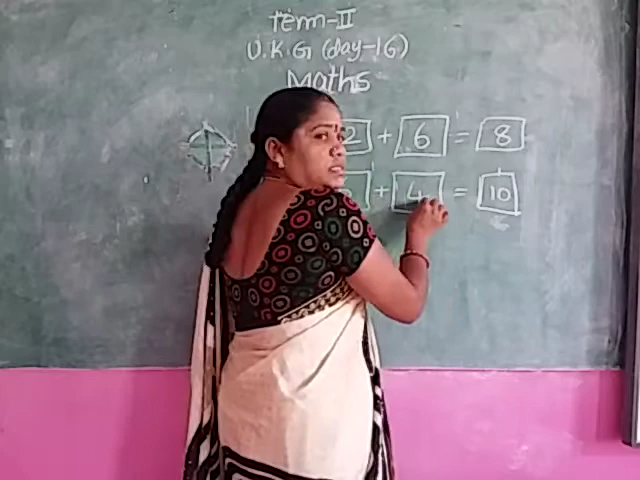 Term-II
U.K.G (day-16)
Maths
2 + 6 = 8
+ 4 = 10